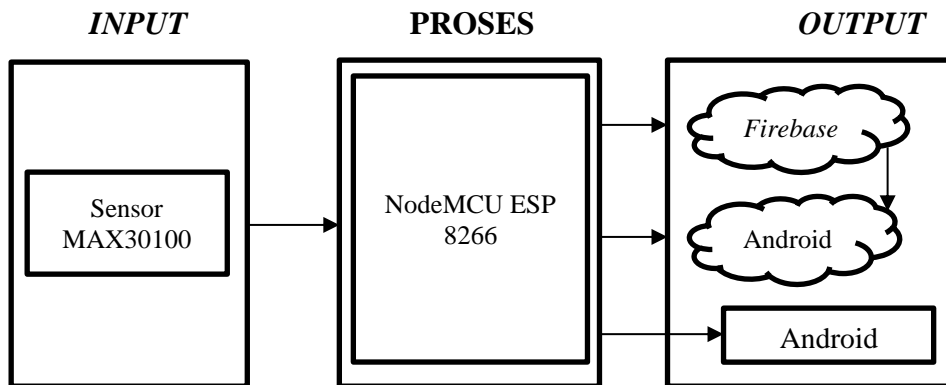 INPUT
PROSES
OUTPUT
Sensor
MAX30100
NodeMCU ESP
8266
Firebase
Android
Android